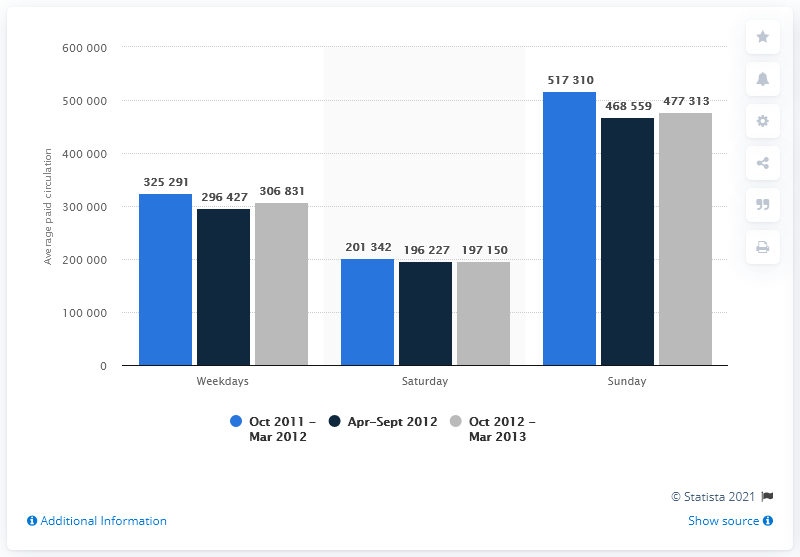 600 000
500 000
400 000
300 000
200 000
100 000
0
Average paid circulation
325 291
296 427
306 831
201 342
196 227
197 150
517 310
468 559
477 313
Weekdays
Saturday
Sunday
Oct 2011 –
Mar 2012
Apr–Sept 2012
Oct 2012 –
Mar 2013
© Statista 2021
Additional Information
Show source